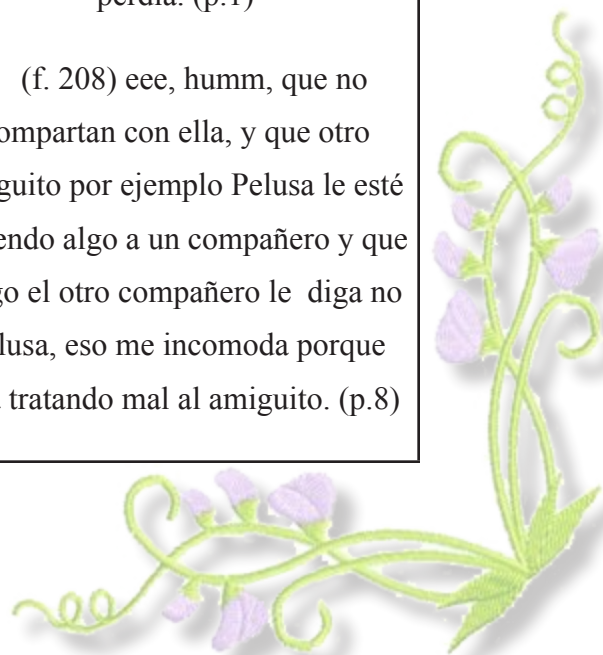 perdía. (p.1)
(f. 208) eee, humm, que no
ompartan con ella, y que otro
guito por ejemplo Pelusa le esté
endo algo a un compañero y que
go el otro compañero le diga no
lusa, eso me incomoda porque
tratando mal al amiguito. (p.8)